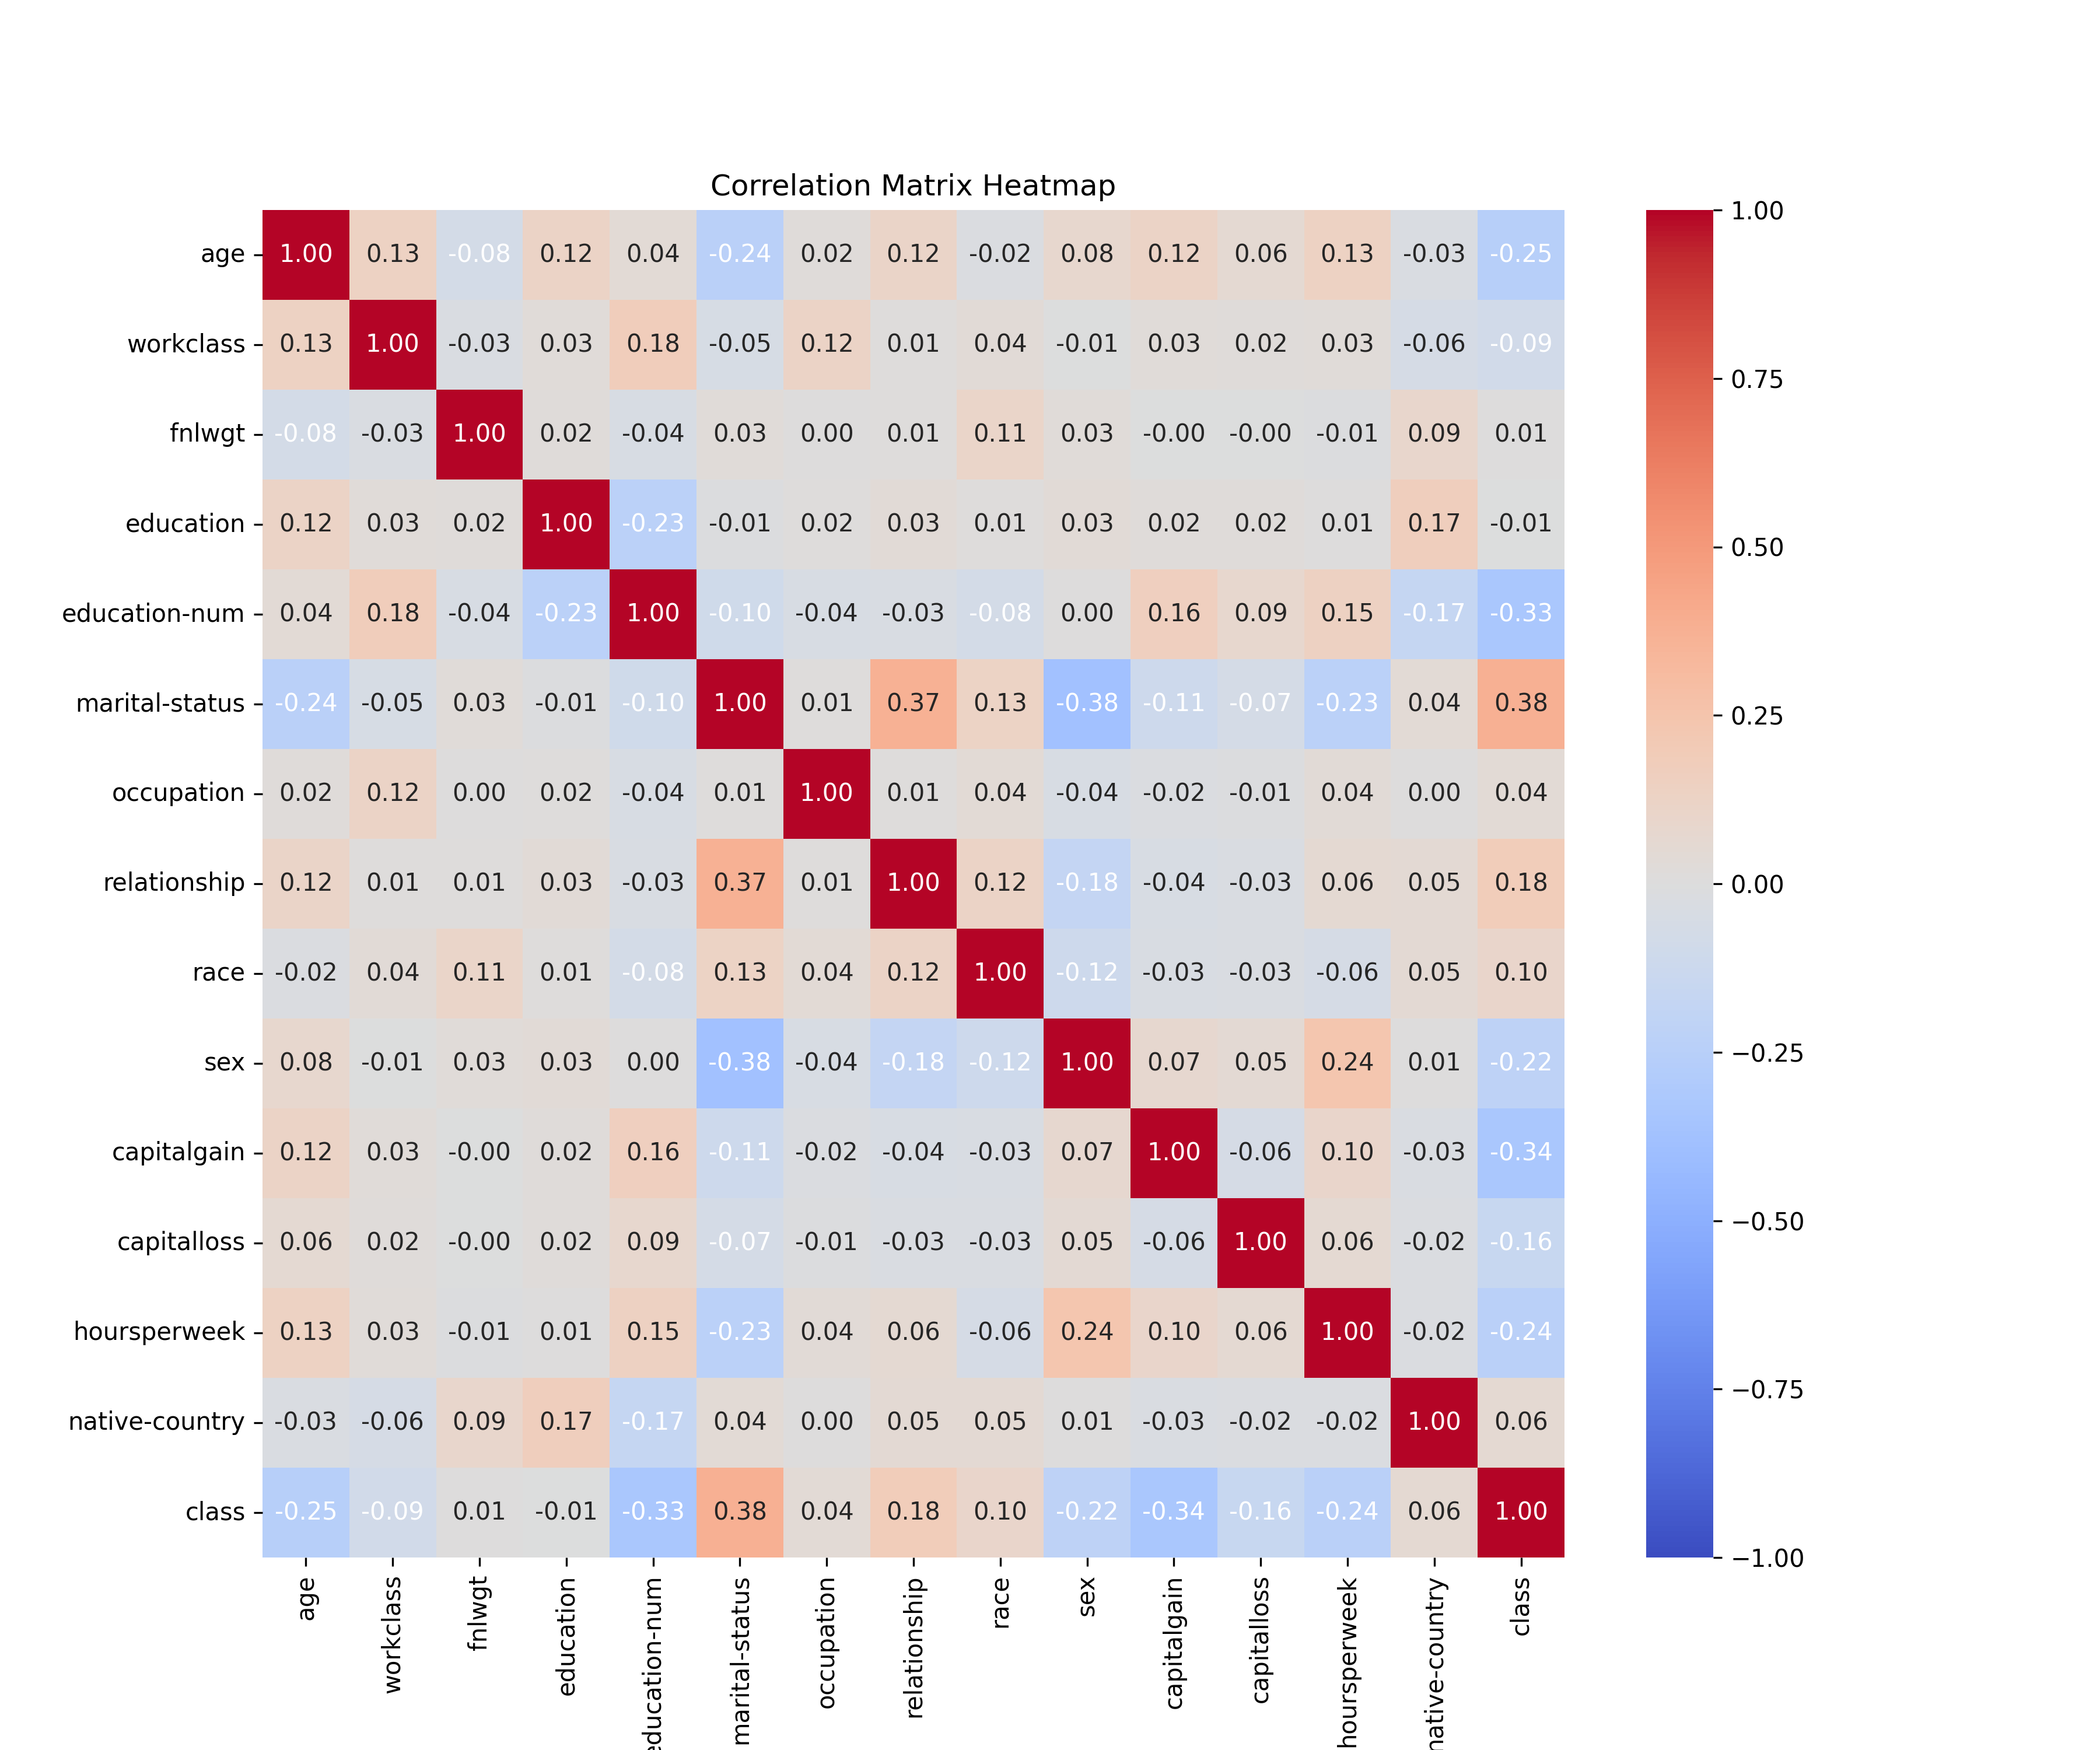 Correlation Matrix Heatmap
age 1.00 0.13 -0.08 0.12 0.04 -0.24 0.02 0.12 -0.02 0.08 0.12 0.06 0.13 -0.03 -0.25
workclass 0.13 1.00 -0.03 0.03 0.18 -0.05 0.12 0.01 0.04 -0.01 0.03 0.02 0.03 -0.06 -0.09
fnlwgt -0.08 -0.03 1.00 0.02 -0.04 0.03 0.00 0.01 0.11 0.03 -0.00 -0.00 -0.01 0.09 0.01
education 0.12 0.03 0.02 1.00 -0.23 -0.01 0.02 0.03 0.01 0.03 0.02 0.02 0.01 0.17 -0.01
education-num 0.04 0.18 -0.04 -0.23 1.00 -0.10 -0.04 -0.03 -0.08 0.00 0.16 0.09 0.15 -0.17 -0.33
marital-status -0.24 -0.05 0.03 -0.01 -0.10 1.00 0.01 0.37 0.13 -0.38 -0.11 -0.07 -0.23 0.04 0.38
occupation 0.02 0.12 0.00 0.02 -0.04 0.01 1.00 0.01 0.04 -0.04 -0.02 -0.01 0.04 0.00 0.04
relationship 0.12 0.01 0.01 0.03 -0.03 0.37 0.01 1.00 0.12 -0.18 -0.04 -0.03 0.06 0.05 0.18
race -0.02 0.04 0.11 0.01 -0.08 0.13 0.04 0.12 1.00 -0.12 -0.03 -0.03 -0.06 0.05 0.10
sex 0.08 -0.01 0.03 0.03 0.00 -0.38 -0.04 -0.18 -0.12 1.00 0.07 0.05 0.24 0.01 -0.22
capitalgain 0.12 0.03 -0.00 0.02 0.16 -0.11 -0.02 -0.04 -0.03 0.07 1.00 -0.06 0.10 -0.03 -0.34
capitalloss 0.06 0.02 -0.00 0.02 0.09 -0.07 -0.01 -0.03 -0.03 0.05 -0.06 1.00 0.06 -0.02 -0.16
hoursperweek 0.13 0.03 -0.01 0.01 0.15 -0.23 0.04 0.06 -0.06 0.24 0.10 0.06 1.00 -0.02 -0.24
native-country -0.03 -0.06 0.09 0.17 -0.17 0.04 0.00 0.05 0.05 0.01 -0.03 -0.02 -0.02 1.00 0.06
class -0.25 -0.09 0.01 -0.01 -0.33 0.38 0.04 0.18 0.10 -0.22 -0.34 -0.16 -0.24 0.06 1.00
age
workclass
fnlwgt
education
education-num
marital-status
occupation
relationship
race
sex
capitalgain
capitalloss
hoursperweek
native-country
class
1.00
0.75
0.50
0.25
0.00
−0.25
−0.50
−0.75
−1.00